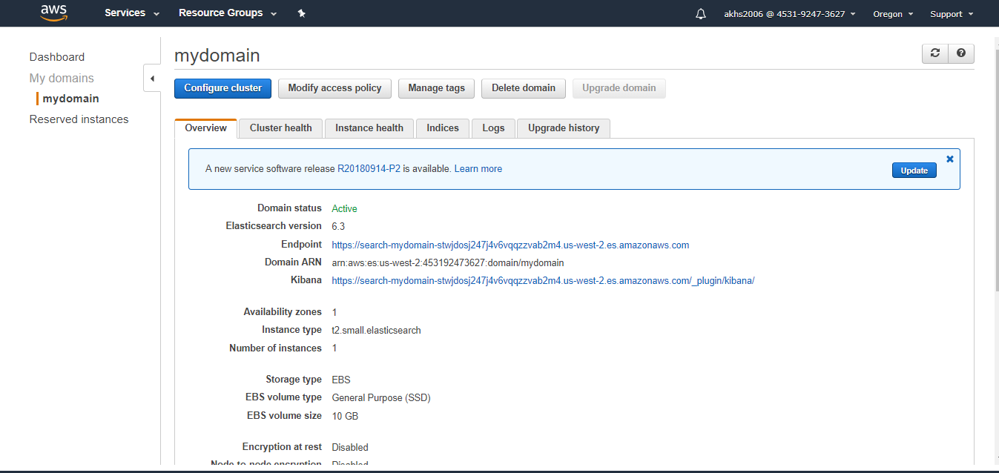 aws Services Resource Groups akhs2006 @ 4531-9247-3627 Oregon Support
Dashboard
My domains
mydomain
Reserved instances
mydomain
Configure cluster Modify access policy Manage tags Delete domain Upgrade domain
Overview Cluster health Instance health Indices Logs Upgrade history
A new service software release R20180914-P2 is available. Learn more Update
Domain status Active
Elasticsearch version 6.3
Endpoint https://search-mydomain-stwjdosj247j4v6vqqzzvab2m4.us-west-2.es.amazonaws.com
Domain ARN arn:aws:es:us-west-2:453192473627:domain/mydomain
Kibana https://search-mydomain-stwjdosj247j4v6vqqzzvab2m4.us-west-2.es.amazonaws.com/_plugin/kibana/
Availability zones 1
Instance type t2.small.elasticsearch
Number of instances 1
Storage type EBS
EBS volume type General Purpose (SSD)
EBS volume size 10 GB
Encryption at rest Disabled
Node-to-node encryption Disabled